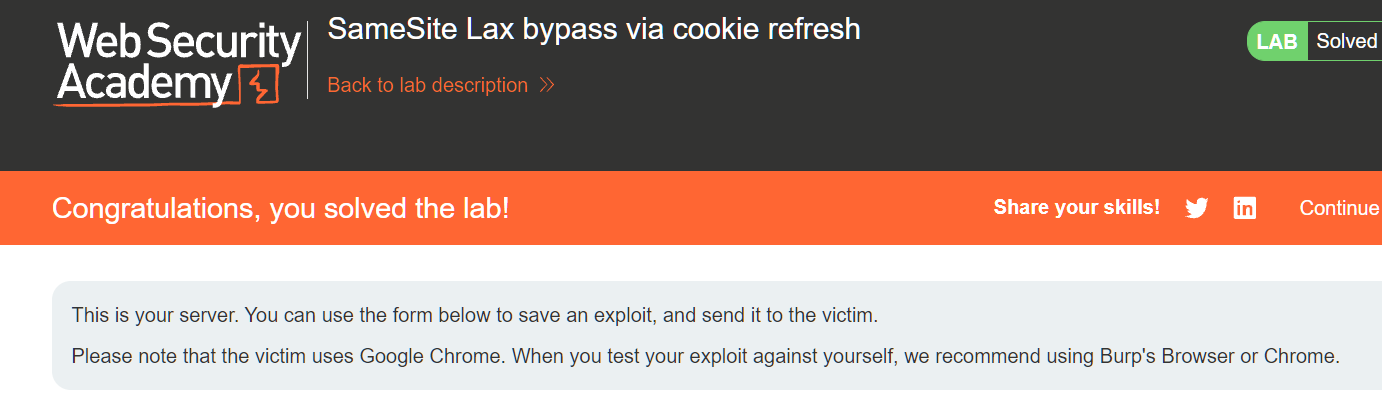 Web Security
Academy
SameSite Lax bypass via cookie refresh
Back to lab description
LAB Solved
Congratulations, you solved the lab!
Share your skills!
in
Continue
This is your server. You can use the form below to save an exploit, and send it to the victim.
Please note that the victim uses Google Chrome. When you test your exploit against yourself, we recommend using Burp's Browser or Chrome.